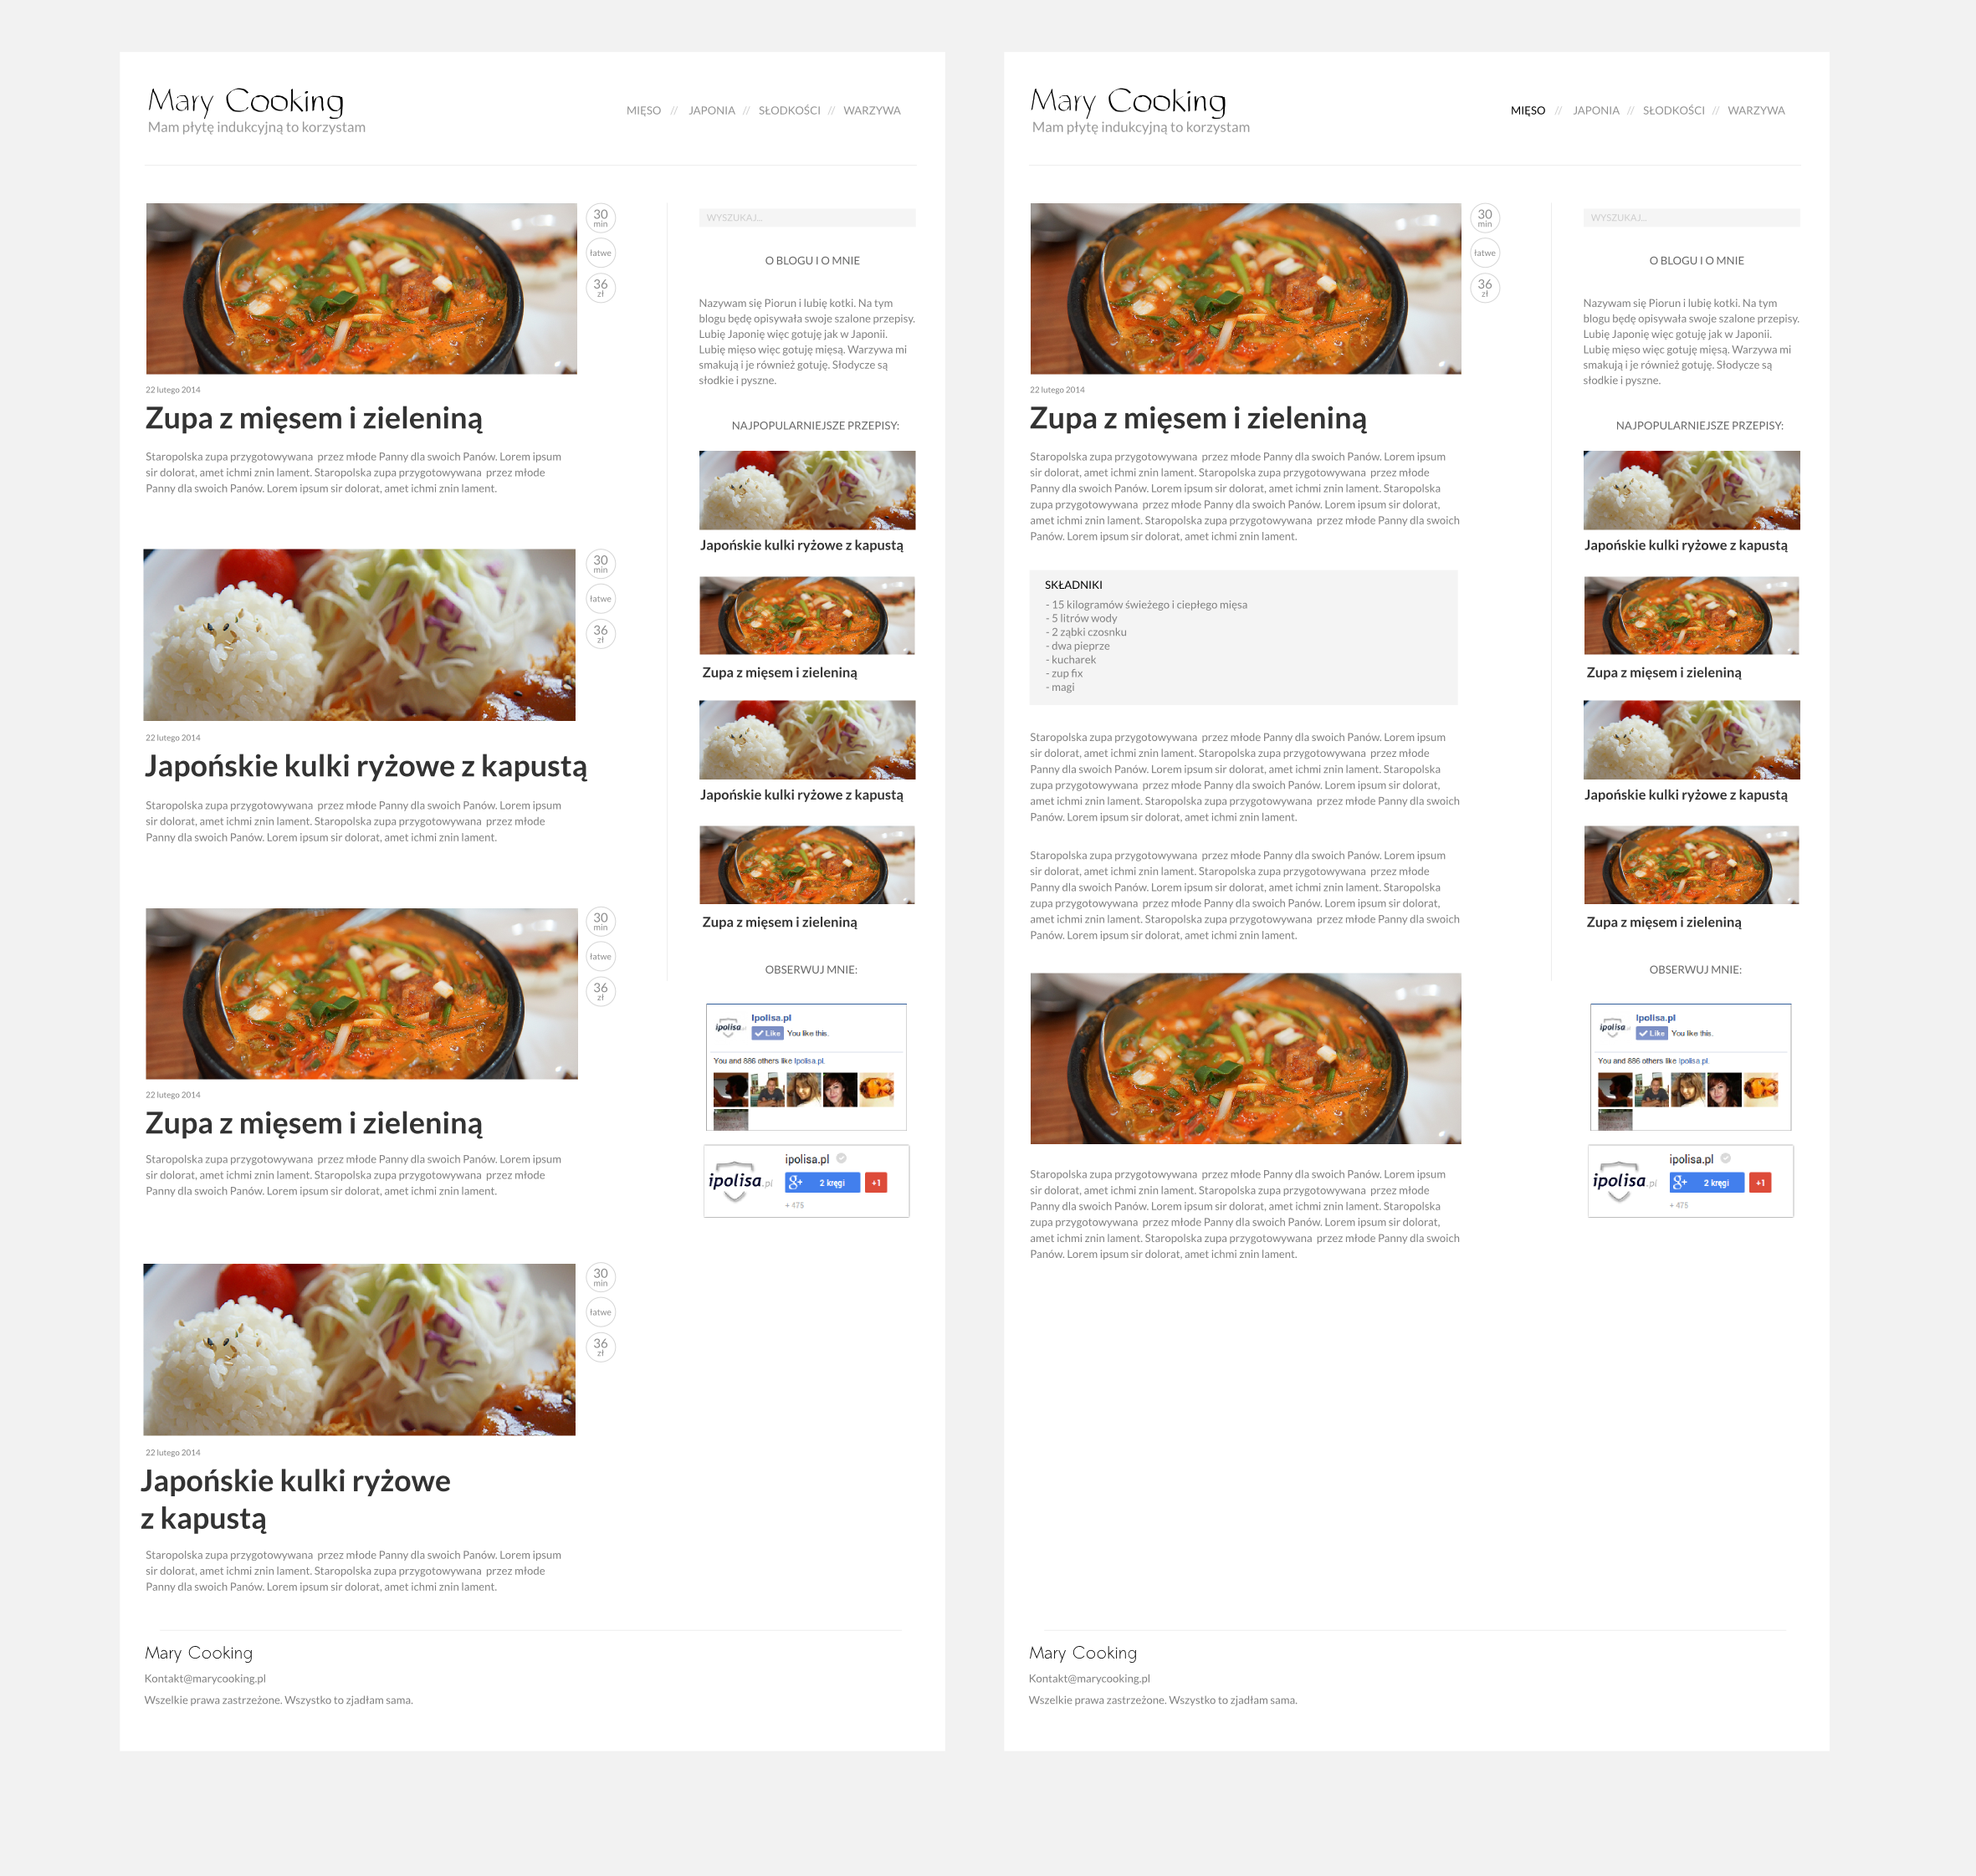 Mary Cooking
Mam płytę indukcyjną to korzystam
MIĘSO // JAPONIA // SŁODKOŚCI // WARZYWA
30
min
łatwe
36
zł
22 lutego 2014
Zupa z mięsem i zieleniną
Staropolska zupa przygotowywana przez młode Panny dla swoich Panów. Lorem ipsum
sir dolorat, amet ichmi znin lament. Staropolska zupa przygotowywana przez młode
Panny dla swoich Panów. Lorem ipsum sir dolorat, amet ichmi znin lament.
30
min
łatwe
36
zł
22 lutego 2014
Japońskie kulki ryżowe z kapustą
Staropolska zupa przygotowywana przez młode Panny dla swoich Panów. Lorem ipsum
sir dolorat, amet ichmi znin lament. Staropolska zupa przygotowywana przez młode
Panny dla swoich Panów. Lorem ipsum sir dolorat, amet ichmi znin lament.
30
min
łatwe
36
zł
22 lutego 2014
Zupa z mięsem i zieleniną
Staropolska zupa przygotowywana przez młode Panny dla swoich Panów. Lorem ipsum
sir dolorat, amet ichmi znin lament. Staropolska zupa przygotowywana przez młode
Panny dla swoich Panów. Lorem ipsum sir dolorat, amet ichmi znin lament.
30
min
łatwe
36
zł
22 lutego 2014
Japońskie kulki ryżowe
z kapustą
Staropolska zupa przygotowywana przez młode Panny dla swoich Panów. Lorem ipsum
sir dolorat, amet ichmi znin lament. Staropolska zupa przygotowywana przez młode
Panny dla swoich Panów. Lorem ipsum sir dolorat, amet ichmi znin lament.
WYSZUKAJ...
O BLOGU I O MNIE
Nazywam się Piorun i lubię kotki. Na tym
blogu będę opisywała swoje szalone przepisy.
Lubię Japonię więc gotuję jak w Japonii.
Lubię mięso więc gotuję mięsą. Warzywa mi
smakują i je również gotuję. Słodycze są
słodkie i pyszne.
NAJPOPULARNIEJSZE PRZEPISY:
Japońskie kulki ryżowe z kapustą
Zupa z mięsem i zieleniną
Japońskie kulki ryżowe z kapustą
Zupa z mięsem i zieleniną
OBSERWUJ MNIE:
ipolisa.pl
Ipolisa.pl
Like You like this.
You and 886 others like Ipolisa.pl.
ipolisa.pl
ipolisa.pl
g+ 2 kręgi +1
+ 475
Mary Cooking
Kontakt@marycooking.pl
Wszelkie prawa zastrzeżone. Wszystko to zjadłam sama.
Mary Cooking
Mam płytę indukcyjną to korzystam
MIĘSO // JAPONIA // SŁODKOŚCI // WARZYWA
30
min
łatwe
36
zł
22 lutego 2014
Zupa z mięsem i zieleniną
Staropolska zupa przygotowywana przez młode Panny dla swoich Panów. Lorem ipsum
sir dolorat, amet ichmi znin lament. Staropolska zupa przygotowywana przez młode
Panny dla swoich Panów. Lorem ipsum sir dolorat, amet ichmi znin lament. Staropolska
zupa przygotowywana przez młode Panny dla swoich Panów. Lorem ipsum sir dolorat,
amet ichmi znin lament. Staropolska zupa przygotowywana przez młode Panny dla swoich
Panów. Lorem ipsum sir dolorat, amet ichmi znin lament.
SKŁADNIKI
- 15 kilogramów świeżego i ciepłego mięsa
- 5 litrów wody
- 2 ząbki czosnku
- dwa pieprze
- kucharek
- zup fix
- magi
Staropolska zupa przygotowywana przez młode Panny dla swoich Panów. Lorem ipsum
sir dolorat, amet ichmi znin lament. Staropolska zupa przygotowywana przez młode
Panny dla swoich Panów. Lorem ipsum sir dolorat, amet ichmi znin lament. Staropolska
zupa przygotowywana przez młode Panny dla swoich Panów. Lorem ipsum sir dolorat,
amet ichmi znin lament. Staropolska zupa przygotowywana przez młode Panny dla swoich
Panów. Lorem ipsum sir dolorat, amet ichmi znin lament.
Staropolska zupa przygotowywana przez młode Panny dla swoich Panów. Lorem ipsum
sir dolorat, amet ichmi znin lament. Staropolska zupa przygotowywana przez młode
Panny dla swoich Panów. Lorem ipsum sir dolorat, amet ichmi znin lament. Staropolska
zupa przygotowywana przez młode Panny dla swoich Panów. Lorem ipsum sir dolorat,
amet ichmi znin lament. Staropolska zupa przygotowywana przez młode Panny dla swoich
Panów. Lorem ipsum sir dolorat, amet ichmi znin lament.
Staropolska zupa przygotowywana przez młode Panny dla swoich Panów. Lorem ipsum
sir dolorat, amet ichmi znin lament. Staropolska zupa przygotowywana przez młode
Panny dla swoich Panów. Lorem ipsum sir dolorat, amet ichmi znin lament. Staropolska
zupa przygotowywana przez młode Panny dla swoich Panów. Lorem ipsum sir dolorat,
amet ichmi znin lament. Staropolska zupa przygotowywana przez młode Panny dla swoich
Panów. Lorem ipsum sir dolorat, amet ichmi znin lament.
WYSZUKAJ...
O BLOGU I O MNIE
Nazywam się Piorun i lubię kotki. Na tym
blogu będę opisywała swoje szalone przepisy.
Lubię Japonię więc gotuję jak w Japonii.
Lubię mięso więc gotuję mięsą. Warzywa mi
smakują i je również gotuję. Słodycze są
słodkie i pyszne.
NAJPOPULARNIEJSZE PRZEPISY:
Japońskie kulki ryżowe z kapustą
Zupa z mięsem i zieleniną
Japońskie kulki ryżowe z kapustą
Zupa z mięsem i zieleniną
OBSERWUJ MNIE:
ipolisa.pl
Ipolisa.pl
Like You like this.
You and 886 others like Ipolisa.pl
ipolisa.pl
ipolisa.pl
g+ 2 kręgi +1
+ 475
Mary Cooking
Kontakt@marycooking.pl
Wszelkie prawa zastrzeżone. Wszystko to zjadłam sama.